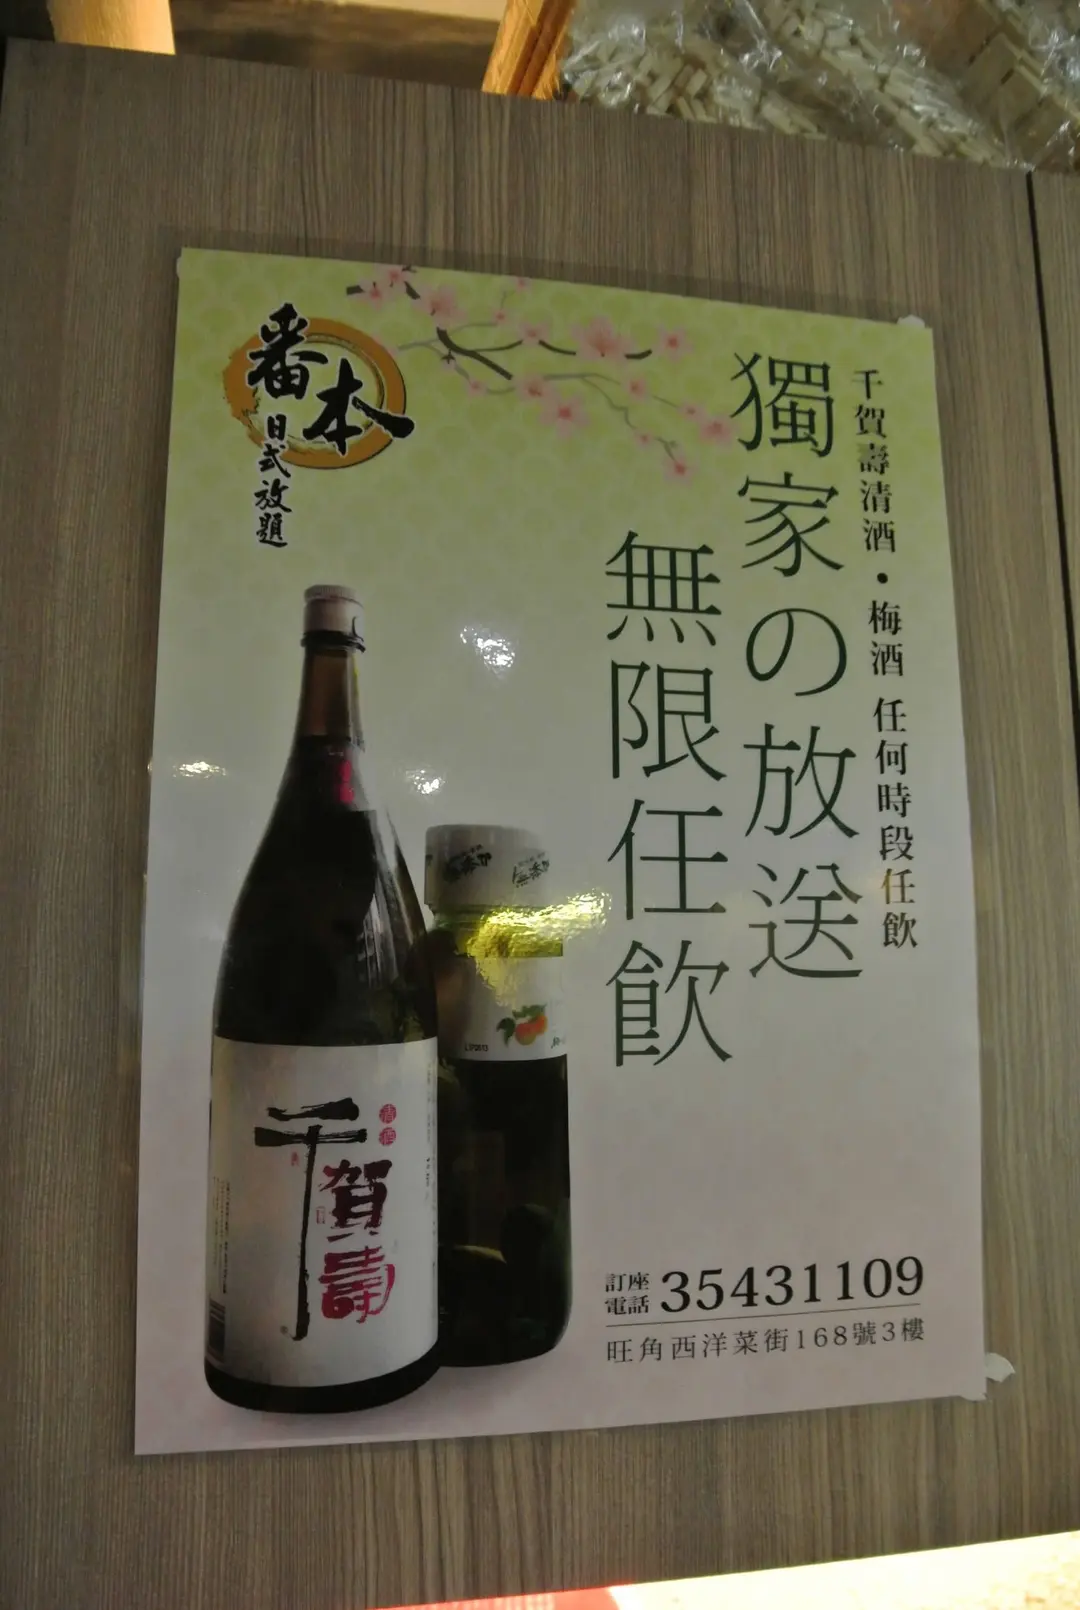 番本
日式放題
千賀壽清酒・梅酒 任何時段任飲
獨家の放送
無限任飲
清酒
千賀壽
訂座
電話 35431109
旺角西洋菜街168號3樓